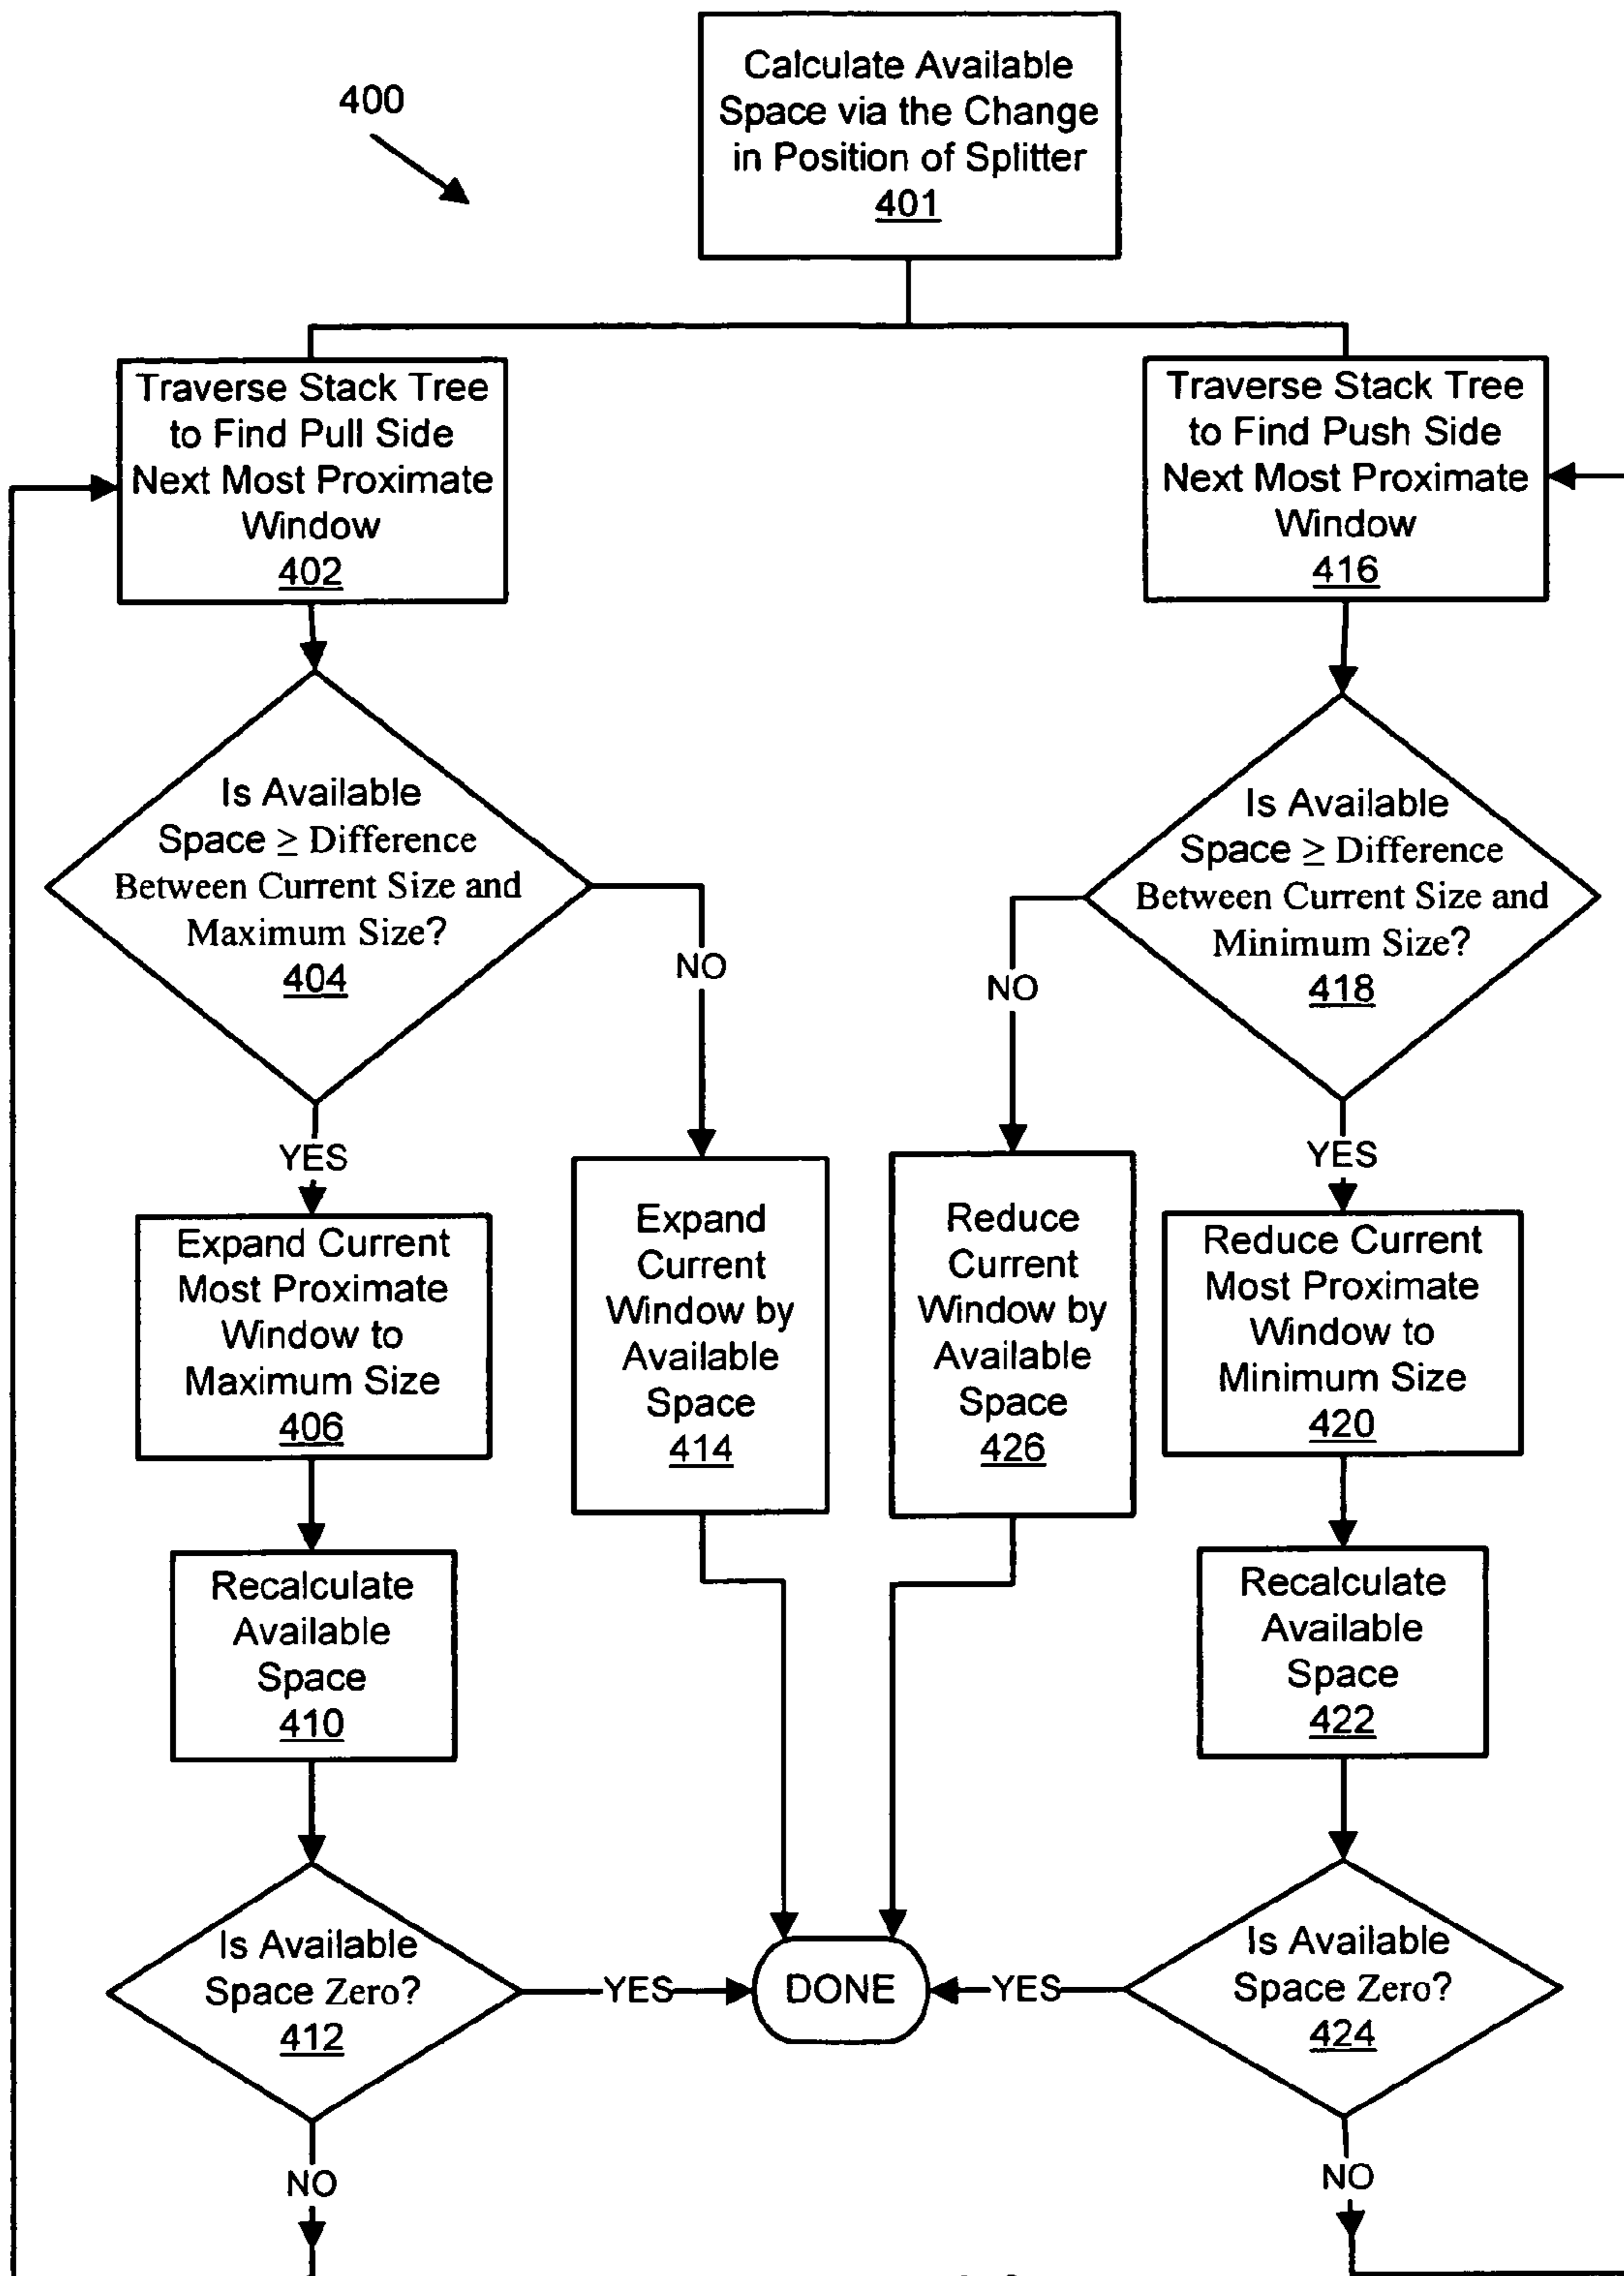 400
Calculate Available
Space via the Change
in Position of Splitter
401
Traverse Stack Tree
to Find Pull Side
Next Most Proximate
Window
402
Traverse Stack Tree
to Find Push Side
Next Most Proximate
Window
416
Is Available
Space ≥ Difference
Between Current Size and
Maximum Size?
404
Is Available
Space ≥ Difference
Between Current Size and
Minimum Size?
418
NO
NO
YES
YES
Expand Current
Most Proximate
Window to
Maximum Size
406
Expand
Current
Window by
Available
Space
414
Reduce
Current
Window by
Available
Space
426
Reduce Current
Most Proximate
Window to
Minimum Size
420
Recalculate
Available
Space
410
Recalculate
Available
Space
422
Is Available
Space Zero?
412
YES
DONE
YES
Is Available
Space Zero?
424
NO
NO